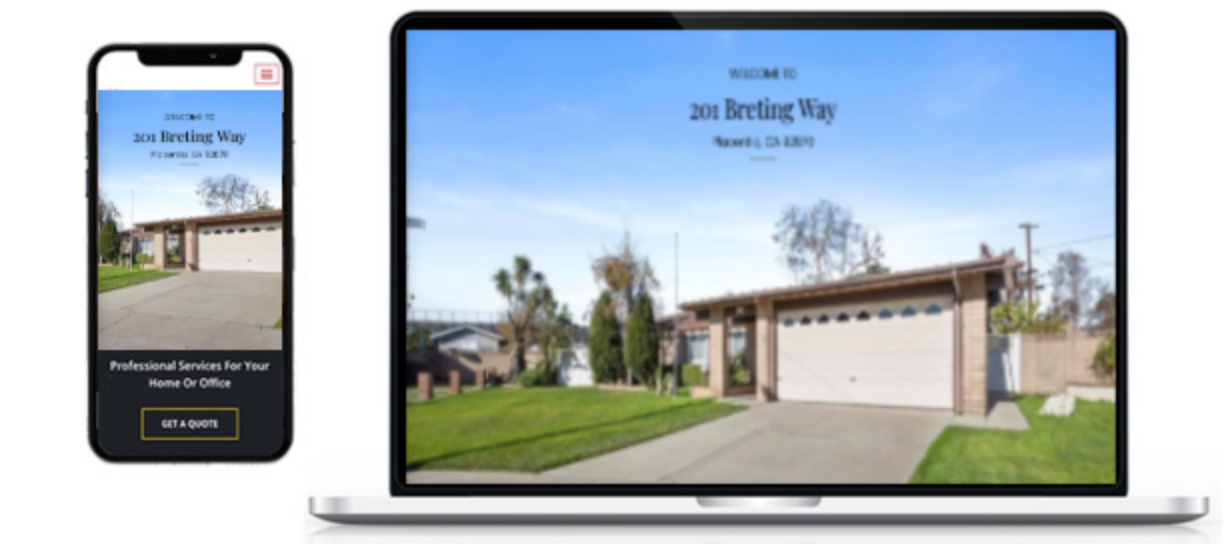 WELCOME TO
201 Breting Way
Placentia, CA 92870
Professional Services For Your
Home Or Office
GET A QUOTE
WELCOME TO
201 Breting Way
Placentia, CA 92870